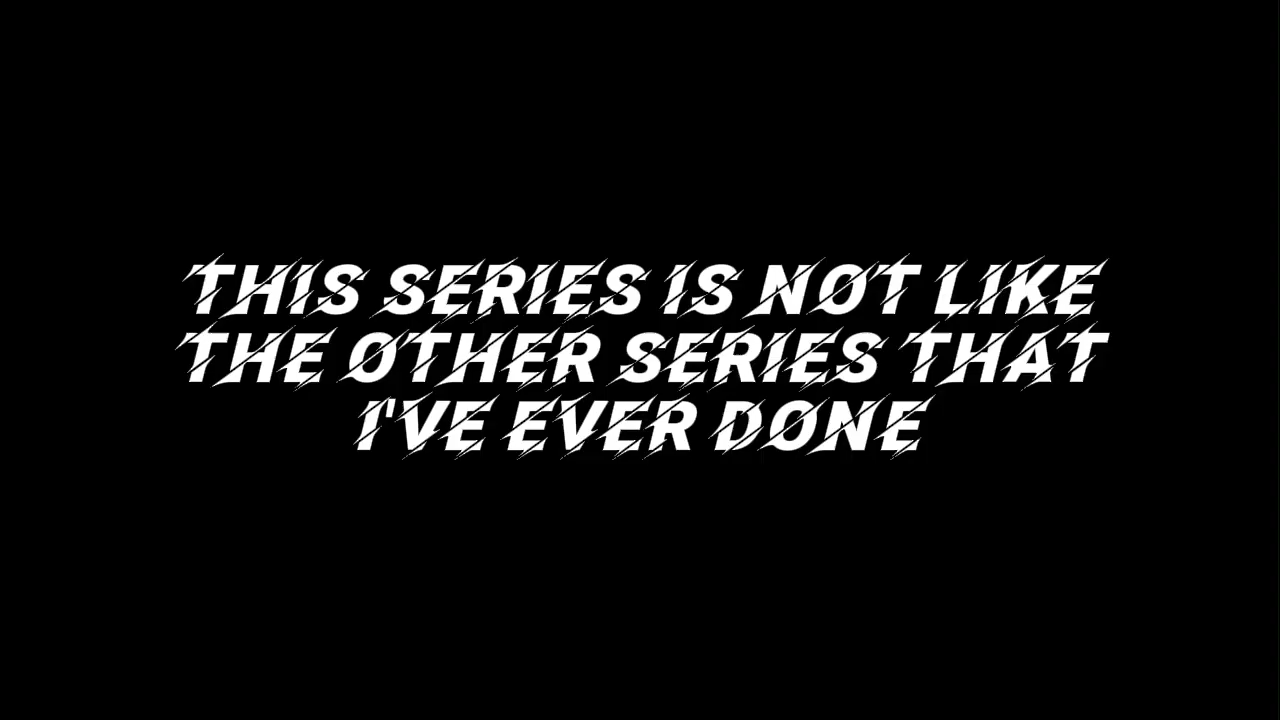 THIS SERIES IS NOT LIKE
THE OTHER SERIES THAT
I'VE EVER DONE